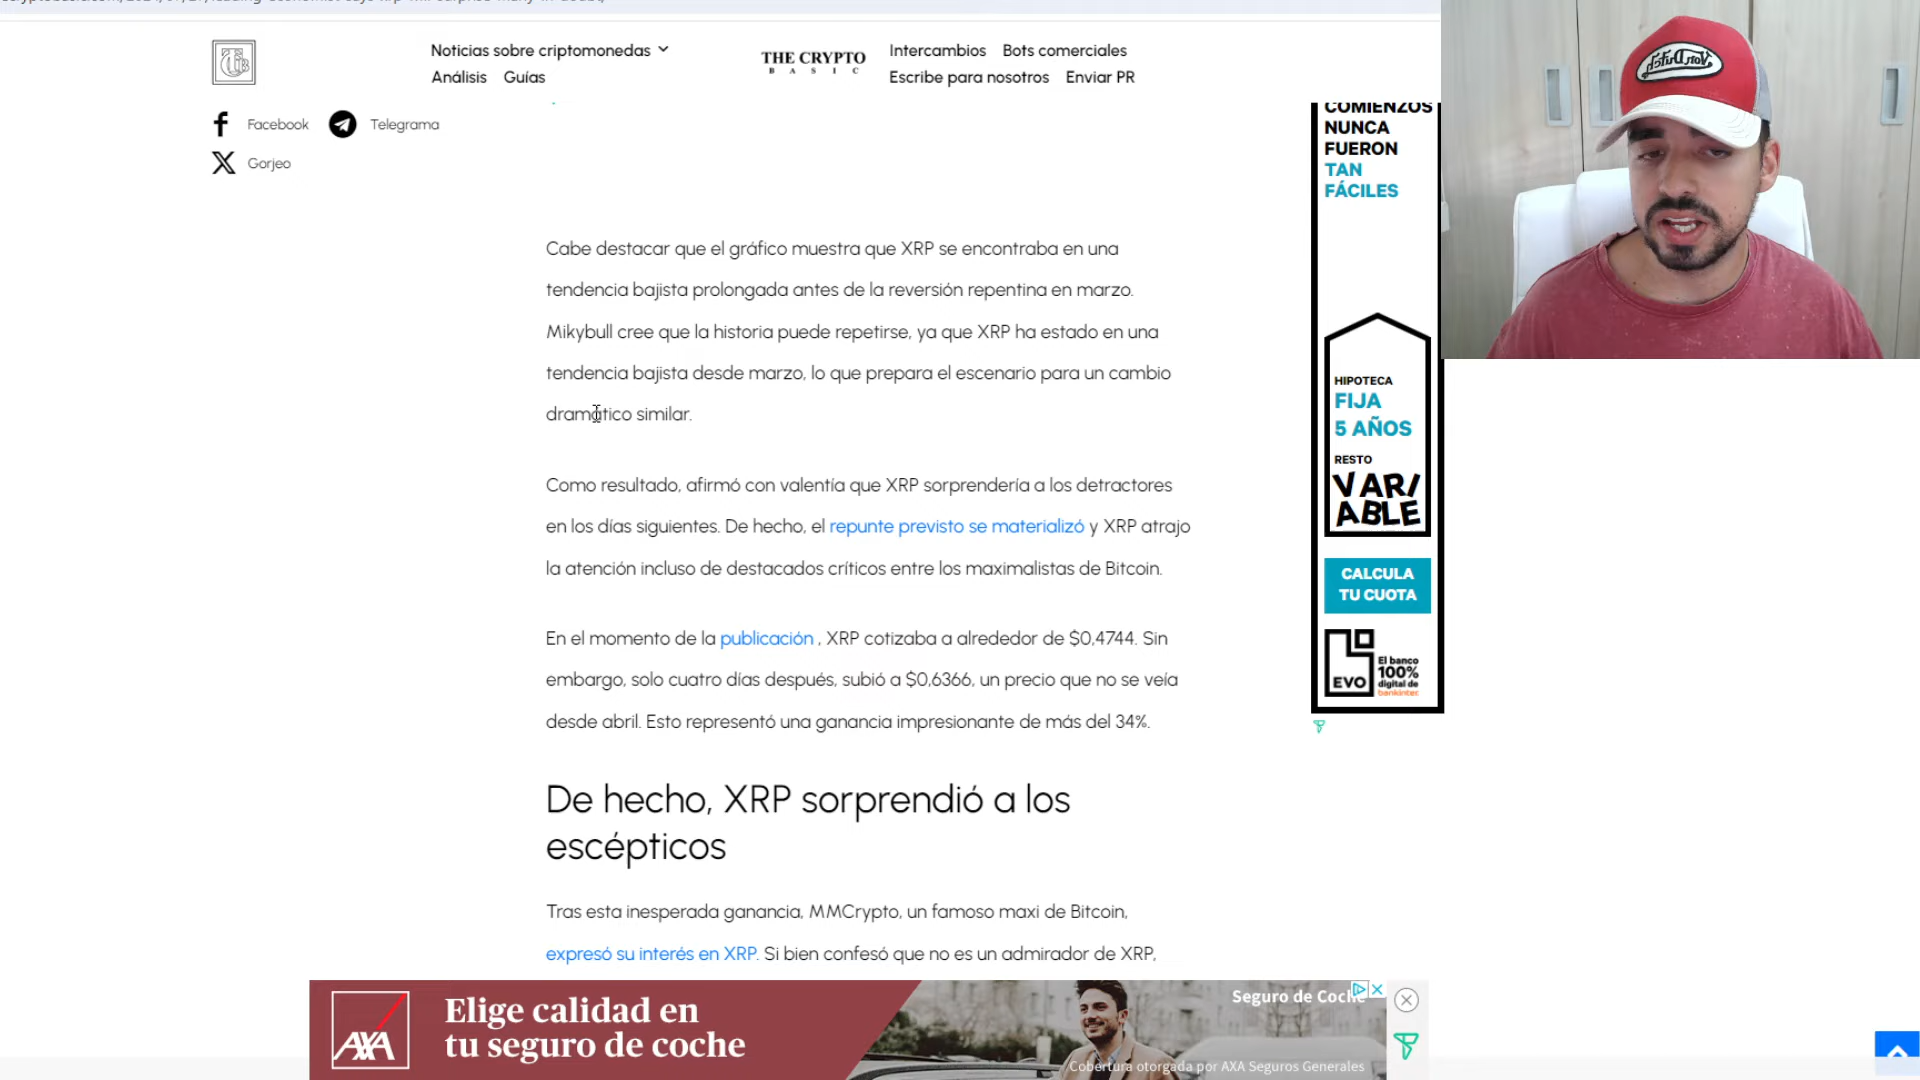 Noticias sobre criptomonedas
Análisis Guías
THE CRYPTO
BASIC
Intercambios Bots comerciales
Escribe para nosotros Enviar PR
Facebook Telegrama
Gorjeo
Cabe destacar que el gráfico muestra que XRP se encontraba en una
tendencia bajista prolongada antes de la reversión repentina en marzo.
Mikybull cree que la historia puede repetirse, ya que XRP ha estado en una
tendencia bajista desde marzo, lo que prepara el escenario para un cambio
dramático similar.
Como resultado, afirmó con valentía que XRP sorprendería a los detractores
en los días siguientes. De hecho, el repunte previsto se materializó y XRP atrajo
la atención incluso de destacados críticos entre los maximalistas de Bitcoin.
En el momento de la publicación , XRP cotizaba a alrededor de $0,4744. Sin
embargo, solo cuatro días después, subió a $0,6366, un precio que no se veía
desde abril. Esto representó una ganancia impresionante de más del 34%.
De hecho, XRP sorprendió a los
escépticos
Tras esta inesperada ganancia, MMCrypto, un famoso maxi de Bitcoin,
expresó su interés en XRP. Si bien confesó que no es un admirador de XRP,
COMIENZOS
NUNCA
FUERON
TAN
FÁCILES
HIPOTECA
FIJA
5 AÑOS
RESTO
VARI
ABLE
CALCULA
TU CUOTA
EVO
El banco
100%
digital de
bankinter
Von Dutch
AXA
Elige calidad en
tu seguro de coche
Seguro de Coche
Cobertura otorgada por AXA Seguros Generales